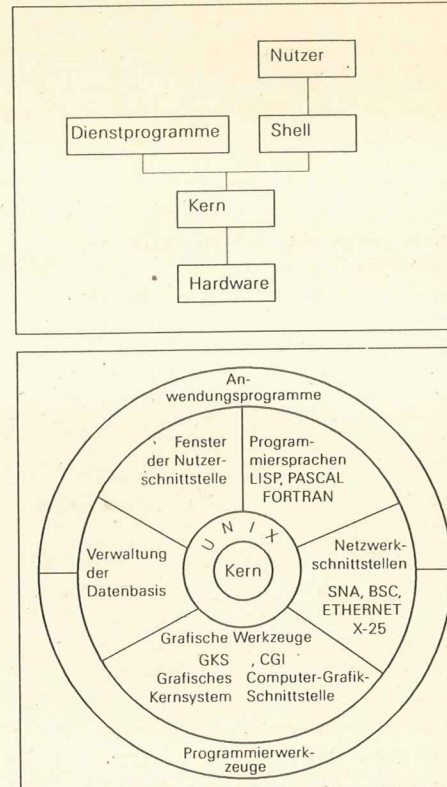 Nutzer
Dienstprogramme
Shell
Kern
Hardware
An-
wendungsprogramme
Fenster
der Nutzer-
schnittstelle
Program-
miersprachen
LISP, PASCAL
FORTRAN
UNIX
Kern
Verwaltung
der
Datenbasis
Netzwerk-
schnittstellen
SNA, BSC,
ETHERNET
X-25
Grafische Werkzeuge
GKS , CGI
Grafisches Computer-Grafik-
Kernsystem Schnittstelle
Programmierwerk-
zeuge